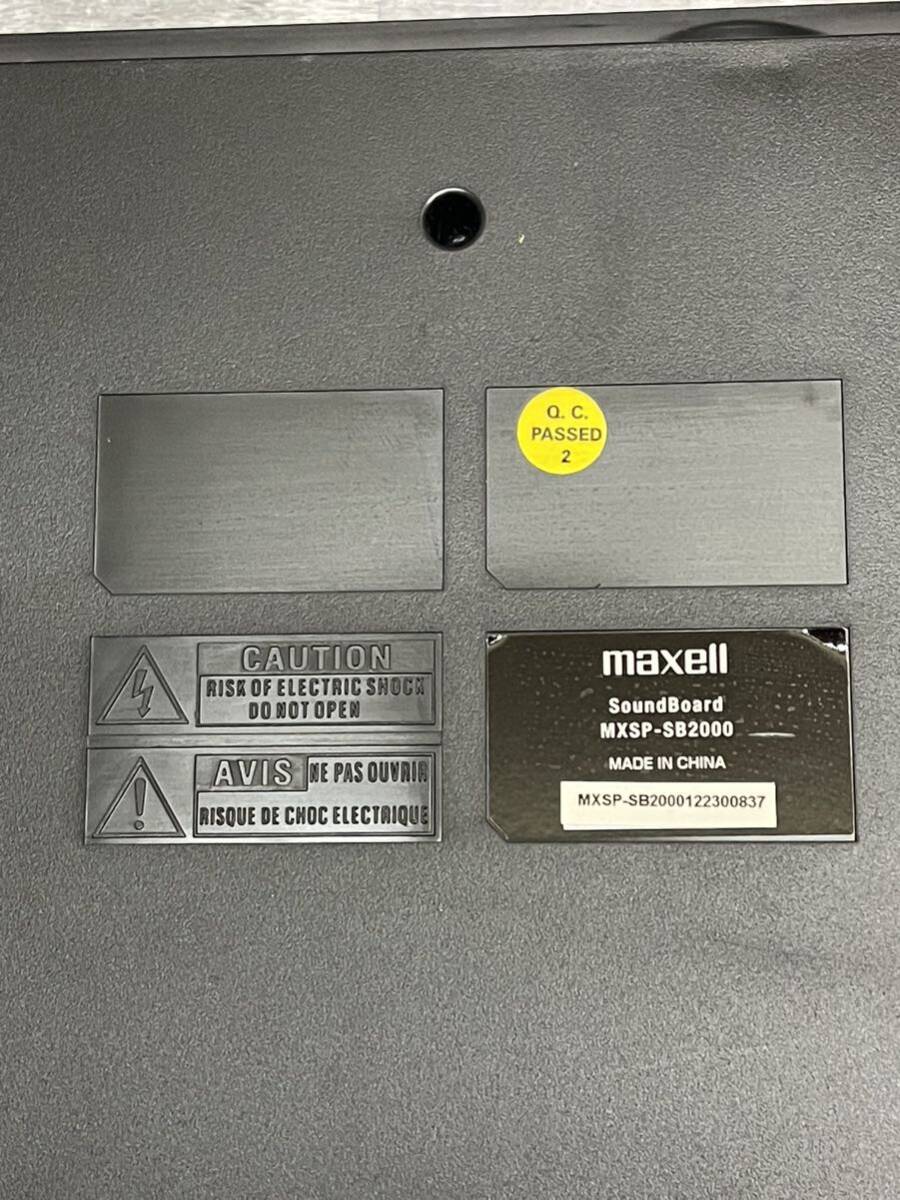 Q. C.
PASSED
2
CAUTION
RISK OF ELECTRIC SHOCK
DO NOT OPEN
AVIS NE PAS OUVRIR
RISQUE DE CHOC ELECTRIQUE
maxell
SoundBoard
MXSP-SB2000
MADE IN CHINA
MXSP-SB2000122300837